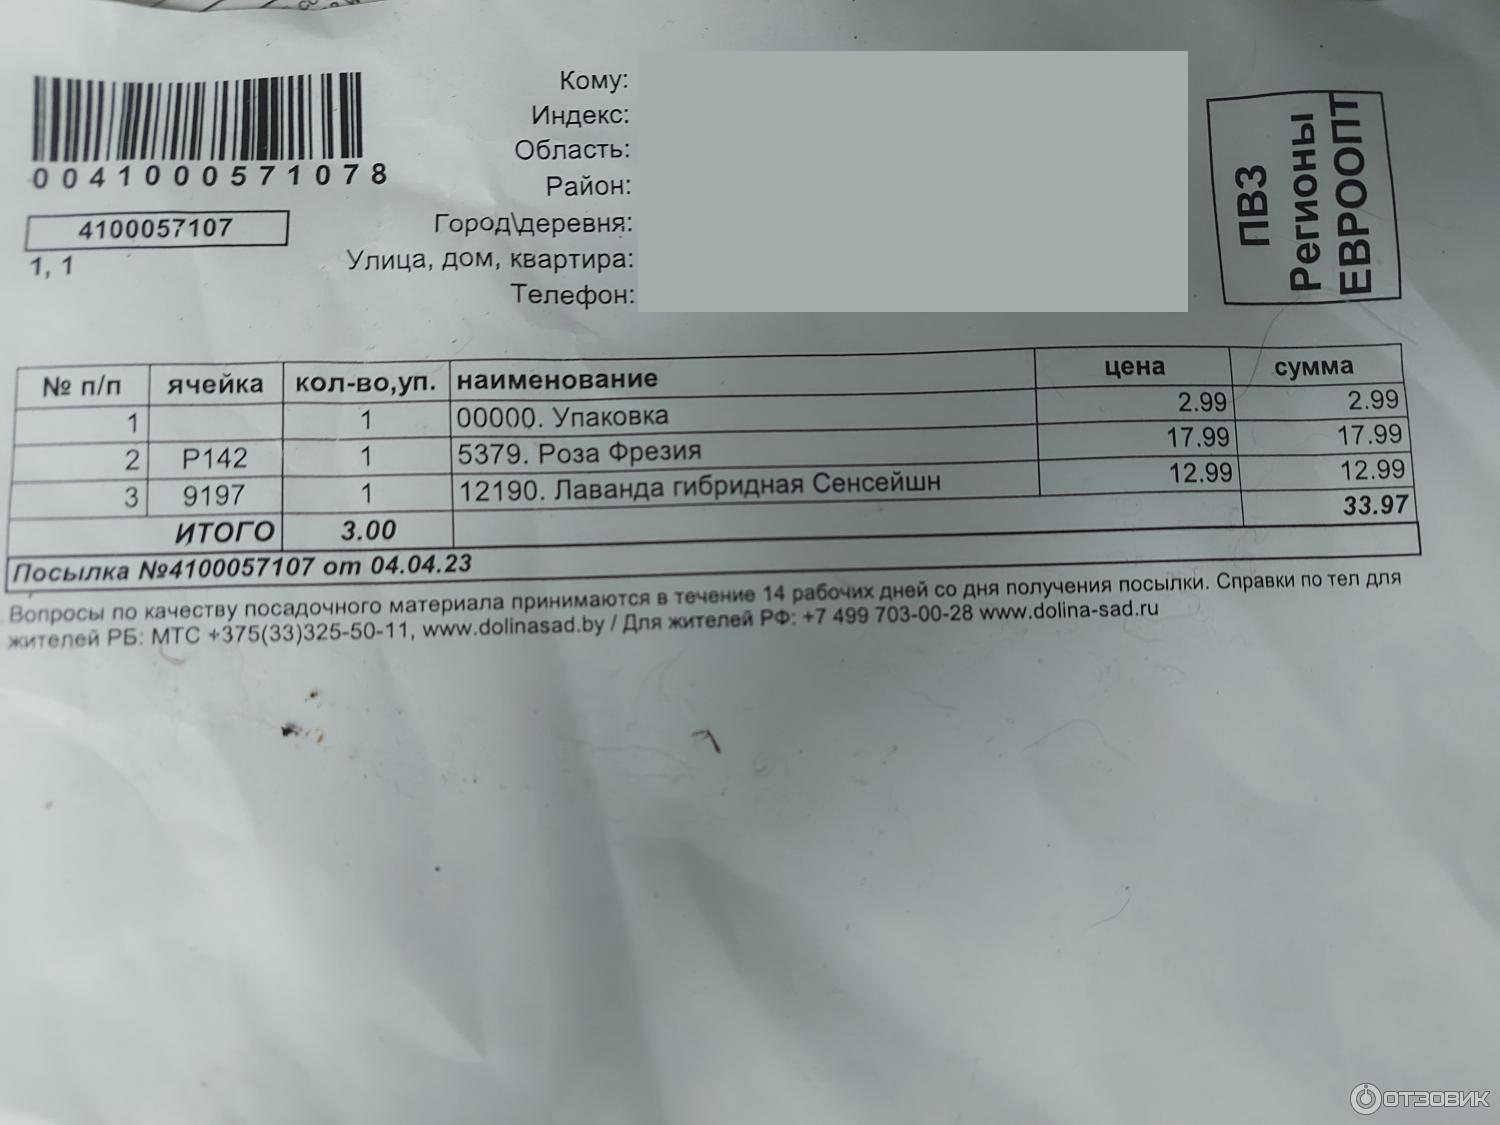 004100057 1078
4100057107
1, 1
Кому:
Индекс:
Область:
Район:
Город\деревня:
Улица, дом, квартира:
Телефон:
ПВЗ
Регионы
ЕВРООПТ
№ п/п ячейка кол-во,уп. наименование цена сумма
1 1 00000. Упаковка 2.99 2.99
2 Р142 1 5379. Роза Фрезия 17.99 17.99
3 9197 1 12190. Лаванда гибридная Сенсейшн 12.99 12.99
ИТОГО 3.00 33.97
Посылка №4100057107 от 04.04.23
Вопросы по качеству посадочного материала принимаются в течение 14 рабочих дней со дня получения посылки. Справки по тел для
жителей РБ: МТС +375(33)325-50-11, www.dolinasad.by / Для жителей РФ: +7 499 703-00-28 www.dolina-sad.ru
ОТЗОВИК